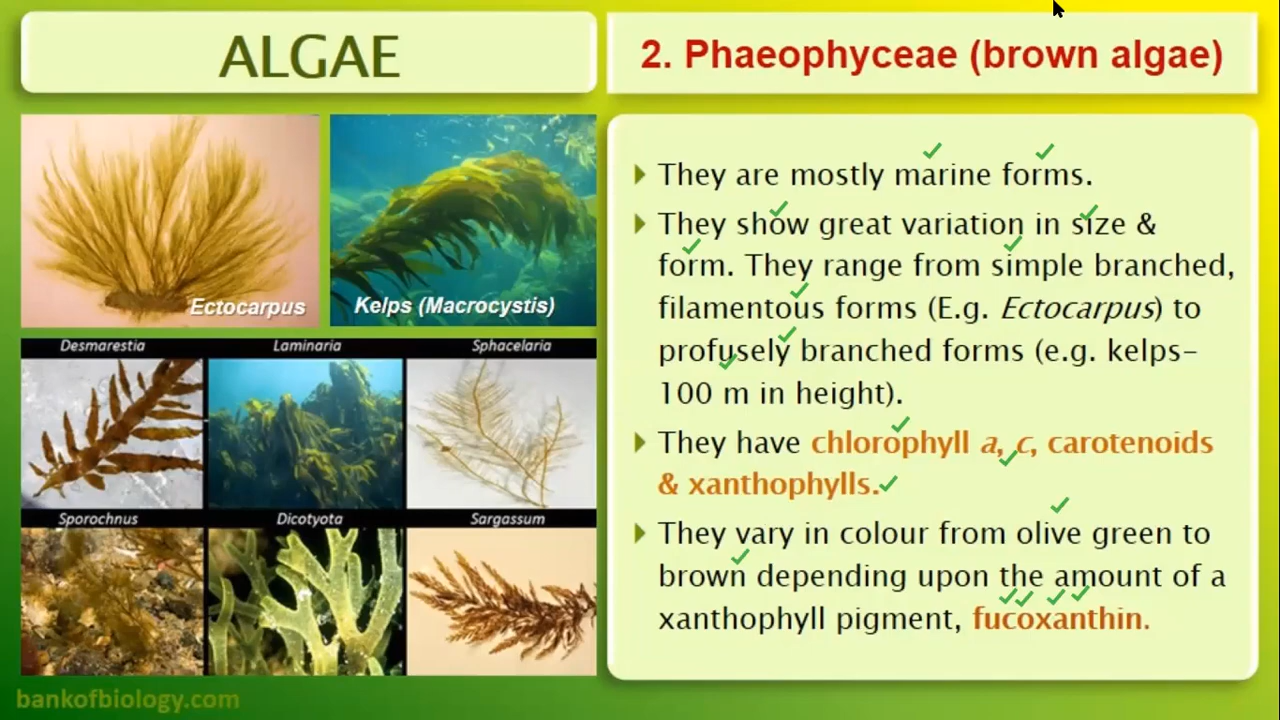 ALGAE
2. Phaeophyceae (brown algae)
Ectocarpus
Kelps (Macrocystis)
Desmarestia
Laminaria
Sphacelaria
Sporochnus
Dicotyota
Sargassum
They are mostly marine forms.
They show great variation in size &
form. They range from simple branched,
filamentous forms (E.g. Ectocarpus) to
profusely branched forms (e.g. kelps-
100 m in height).
They have chlorophyll a, c, carotenoids
& xanthophylls.
They vary in colour from olive green to
brown depending upon the amount of a
xanthophyll pigment, fucoxanthin.
bankofbiology.com